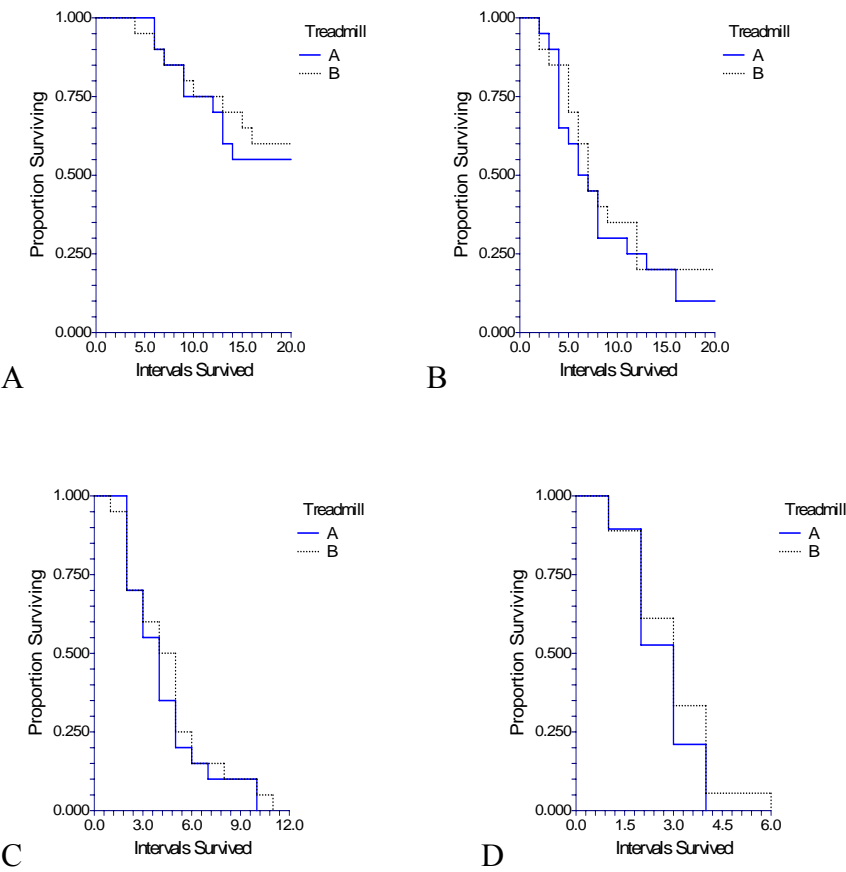 1.000
0.750
0.500
0.250
0.000
Proportion Surviving
0.0 5.0 10.0 15.0 20.0
Intervals Survived
Treadmill
A
B
A
1.000
0.750
0.500
0.250
0.000
Proportion Surviving
0.0 5.0 10.0 15.0 20.0
Intervals Survived
Treadmill
A
B
B
1.000
0.750
0.500
0.250
0.000
Proportion Surviving
0.0 3.0 6.0 9.0 12.0
Intervals Survived
Treadmill
A
B
C
1.000
0.750
0.500
0.250
0.000
Proportion Surviving
0.0 1.5 3.0 4.5 6.0
Intervals Survived
Treadmill
A
B
D